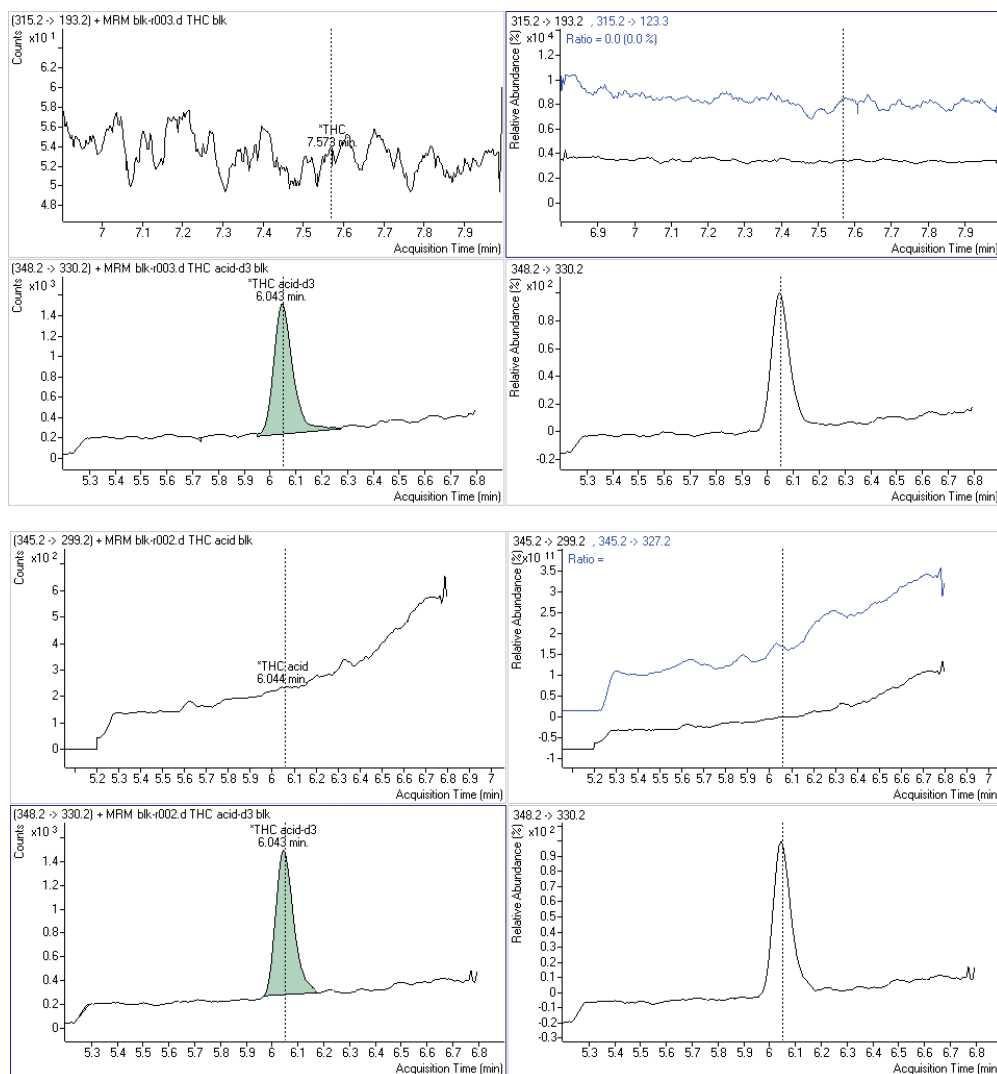 (315.2 -> 193.2) + MRM blk-r003.d THC blk
Counts
x10 1
6.2
6
5.8
5.6
5.4
5.2
5
4.8
*THC
7.573 min.
7 7.1 7.2 7.3 7.4 7.5 7.6 7.7 7.8 7.9
Acquisition Time (min)
315.2 -> 193.2 , 315.2 -> 123.3
Relative Abundance (%)
x10 4
Ratio = 0.0 (0.0 %)
1.2
1
0.8
0.6
0.4
0.2
0
6.9 7 7.1 7.2 7.3 7.4 7.5 7.6 7.7 7.8 7.9
Acquisition Time (min)
(348.2 -> 330.2) + MRM blk-r003.d THC acid-d3 blk
Counts
x10 3
*THC acid-d3
6.043 min.
1.4
1.2
1
0.8
0.6
0.4
0.2
0
5.3 5.4 5.5 5.6 5.7 5.8 5.9 6 6.1 6.2 6.3 6.4 6.5 6.6 6.7 6.8
Acquisition Time (min)
348.2 -> 330.2
Relative Abundance (%)
x10 2
1
0.8
0.6
0.4
0.2
0
-0.2
5.3 5.4 5.5 5.6 5.7 5.8 5.9 6 6.1 6.2 6.3 6.4 6.5 6.6 6.7 6.8
Acquisition Time (min)
(345.2 -> 299.2) + MRM blk-r002.d THC acid blk
Counts
x10 2
6
5
4
3
2
1
0
*THC acid
6.044 min.
5.2 5.3 5.4 5.5 5.6 5.7 5.8 5.9 6 6.1 6.2 6.3 6.4 6.5 6.6 6.7 6.8 6.9 7
Acquisition Time (min)
345.2 -> 299.2 , 345.2 -> 327.2
Relative Abundance (%)
x10 11
Ratio =
3.5
3
2.5
2
1.5
1
0.5
0
-0.5
-1
5.2 5.3 5.4 5.5 5.6 5.7 5.8 5.9 6 6.1 6.2 6.3 6.4 6.5 6.6 6.7 6.8 6.9 7
Acquisition Time (min)
(348.2 -> 330.2) + MRM blk-r002.d THC acid-d3 blk
Counts
x10 3
*THC acid-d3
6.043 min.
1.4
1.2
1
0.8
0.6
0.4
0.2
0
5.3 5.4 5.5 5.6 5.7 5.8 5.9 6 6.1 6.2 6.3 6.4 6.5 6.6 6.7 6.8
Acquisition Time (min)
348.2 -> 330.2
Relative Abundance (%)
x10 2
1
0.9
0.8
0.7
0.6
0.5
0.4
0.3
0.2
0.1
0
-0.1
-0.2
-0.3
5.3 5.4 5.5 5.6 5.7 5.8 5.9 6 6.1 6.2 6.3 6.4 6.5 6.6 6.7 6.8
Acquisition Time (min)